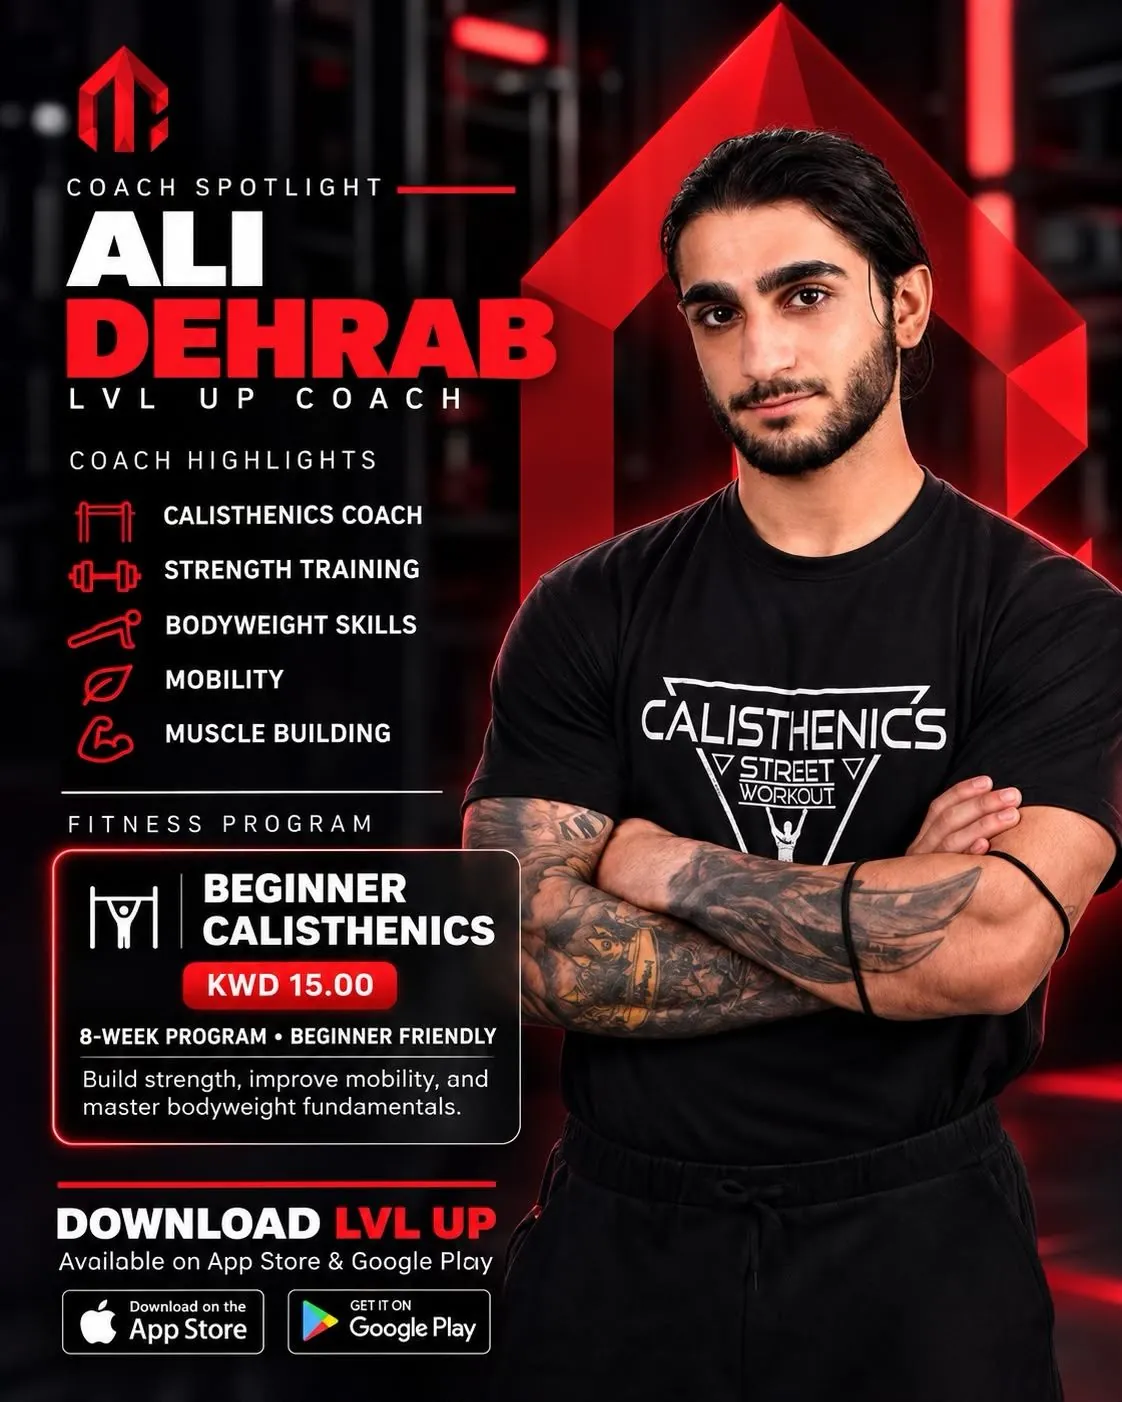 COACH SPOTLIGHT
ALI
DEHRAB
LVL UP COACH
COACH HIGHLIGHTS
CALISTHENICS COACH
STRENGTH TRAINING
BODYWEIGHT SKILLS
MOBILITY
MUSCLE BUILDING
FITNESS PROGRAM
BEGINNER
CALISTHENICS
KWD 15.00
8-WEEK PROGRAM • BEGINNER FRIENDLY
Build strength, improve mobility, and
master bodyweight fundamentals.
DOWNLOAD LVL UP
Available on App Store & Google Play
Download on the
App Store
GET IT ON
Google Play
CALISTHENICS
STREET
WORKOUT